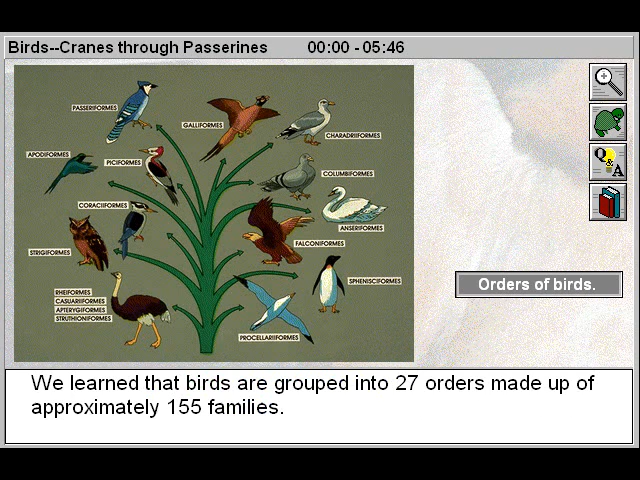 Birds--Cranes through Passerines 00:00 - 05:46
PASSERIFORMES
GALLIFORMES
CHARADRIIFORMES
APODIFORMES
PICIFORMES
COLUMBIFORMES
CORACIIFORMES
ANSERIFORMES
FALCONIFORMES
STRIGIFORMES
SPHENISCIFORMES
RHEIFORMES
CASUARIIFORMES
APTERYGIFORMES
STRUTHIONIFORMES
PROCELLARIIFORMES
Q
&
A
Orders of birds.
We learned that birds are grouped into 27 orders made up of
approximately 155 families.